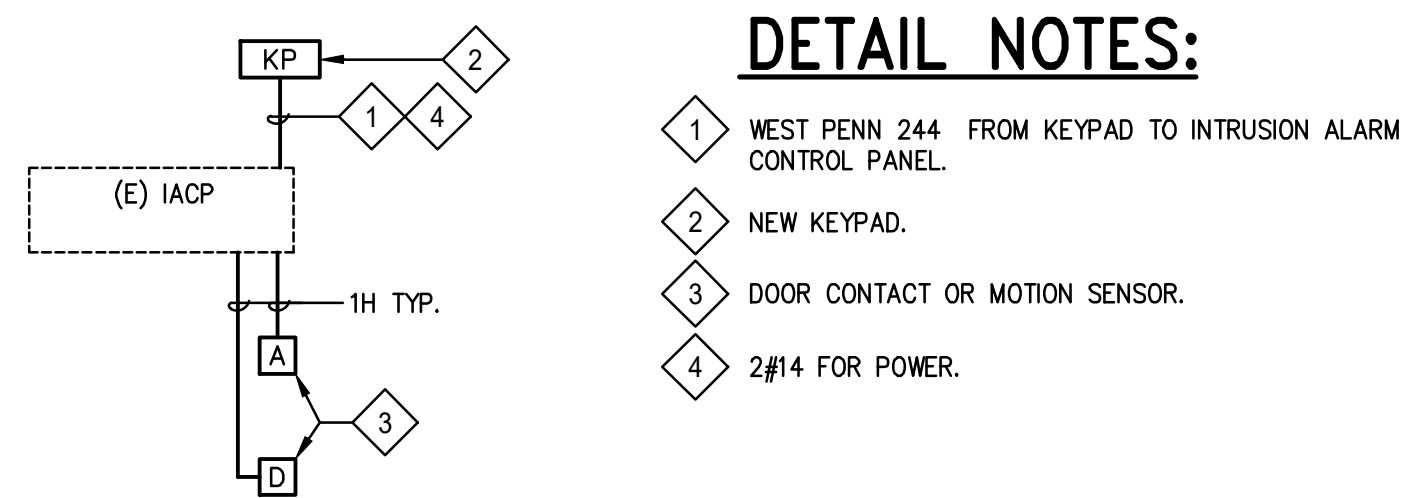 KP
2
1
4
(E) IACP
1H TYP.
A
3
D
DETAIL NOTES:
1 WEST PENN 244 FROM KEYPAD TO INTRUSION ALARM
CONTROL PANEL.
2 NEW KEYPAD.
3 DOOR CONTACT OR MOTION SENSOR.
4 2#14 FOR POWER.